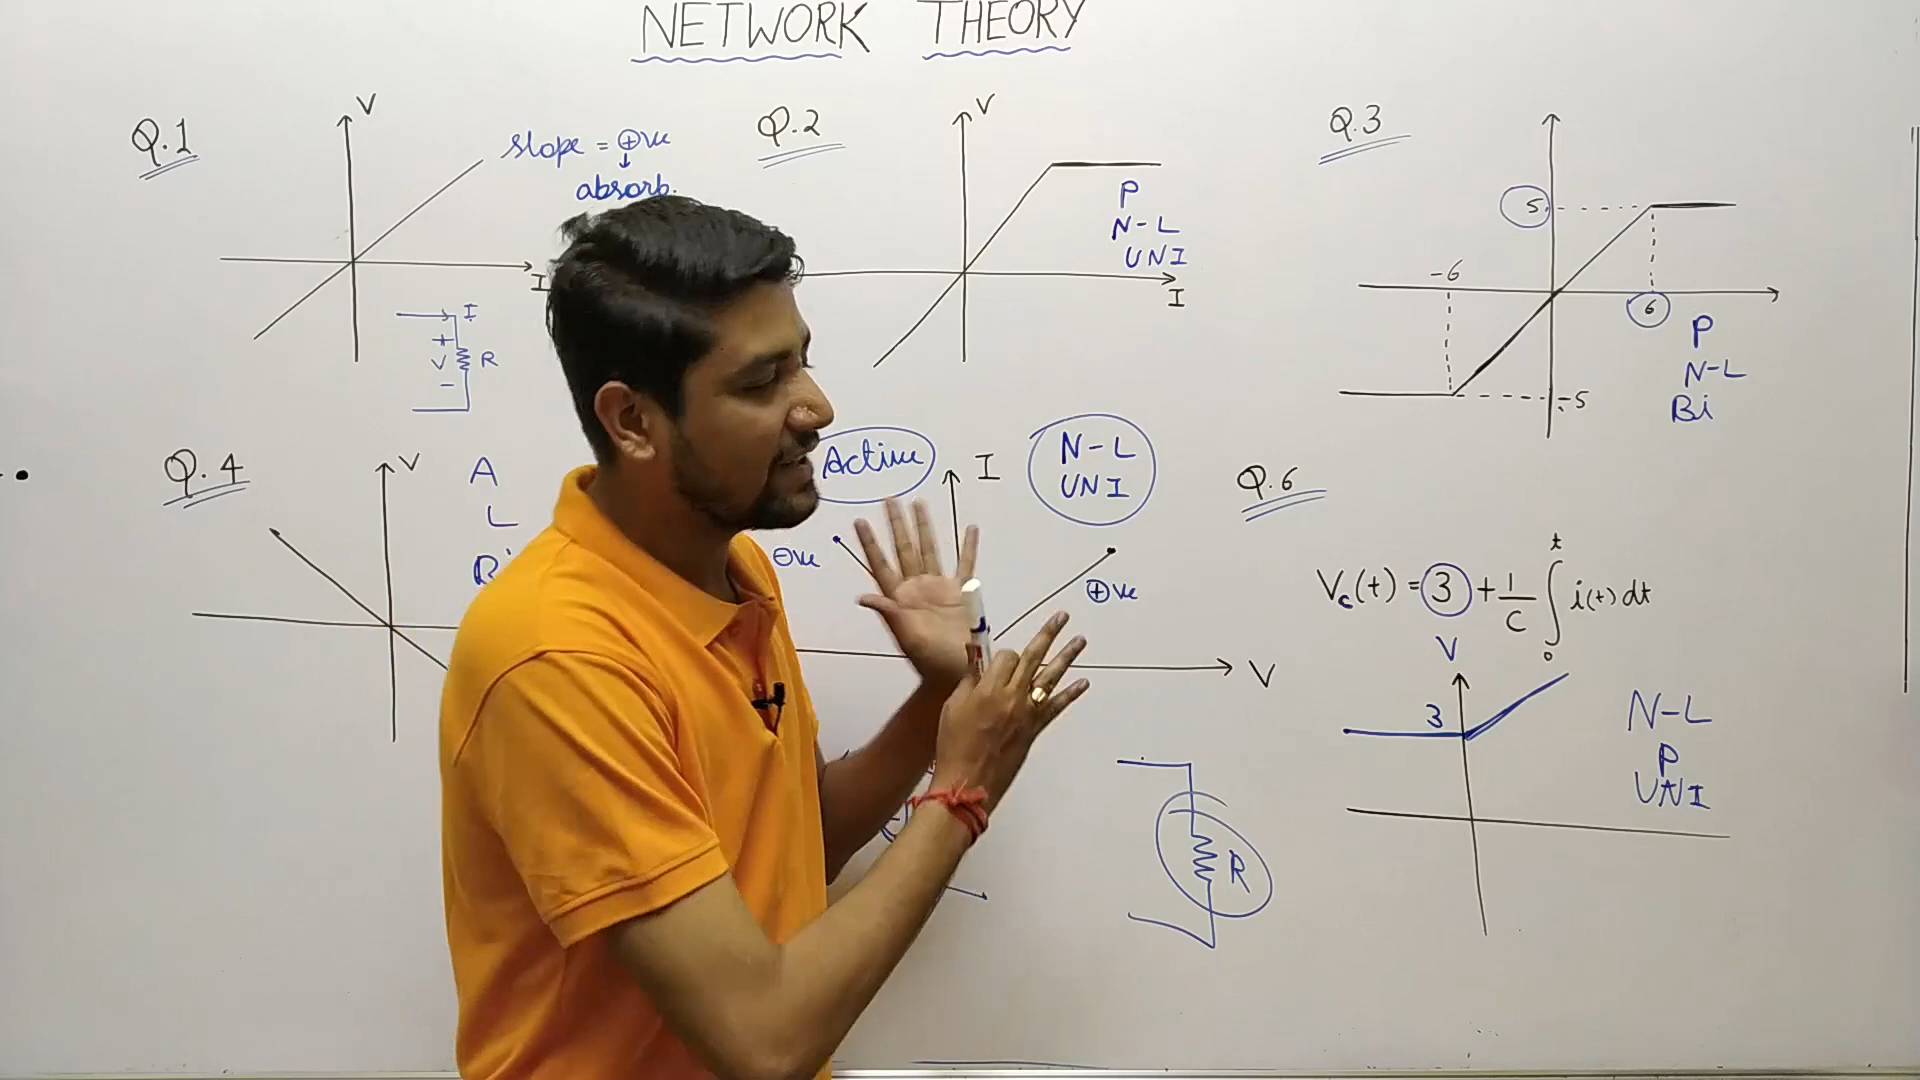 NETWORK THEORY
Q.1
V
slope = ⊕ve
↓
absorb.
I
I
+
V
R
-
Q.2
V
P
N-L
UNI
I
Q.3
5
-6
6
-5
P
N-L
Bi
Q.4
V
A
L
Active
I
N-L
UNI
⊖ve
⊕ve
V
R
Q.6
Vc(t) = 3 + 1/C ∫₀ᵗ i(t) dt
V
3
N-L
P
UNI